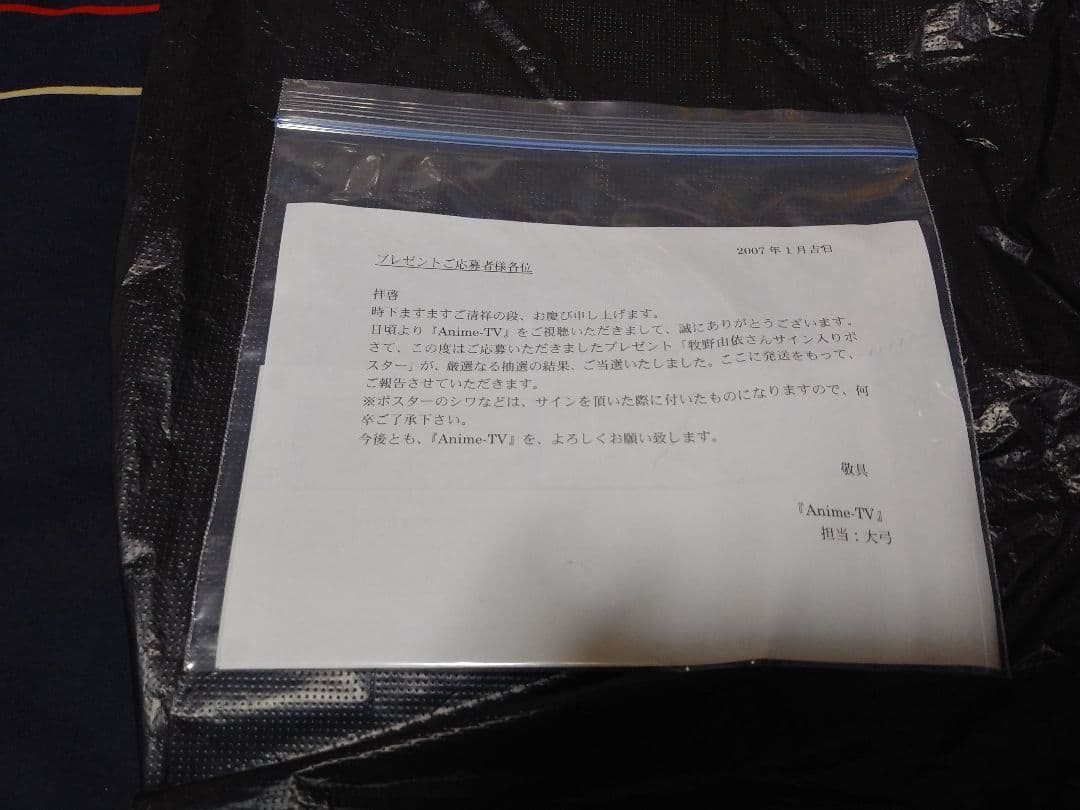 2007年1月吉日
プレゼントご応募者様各位
拝啓
時下ますますご清祥の段、お慶び申し上げます。
日頃より『Anime-TV』をご視聴いただきまして、誠にありがとうございます。
さて、この度はご応募いただきましたプレゼント「牧野由依さんサイン入りポ
スター」が、厳選なる抽選の結果、ご当選いたしました。ここに発送をもって、
ご報告させていただきます。
※ポスターのシワなどは、サインを頂いた際に付いたものになりますので、何
卒ご了承下さい。
今後とも、『Anime-TV』を、よろしくお願い致します。
敬具
『Anime-TV』
担当：大弓